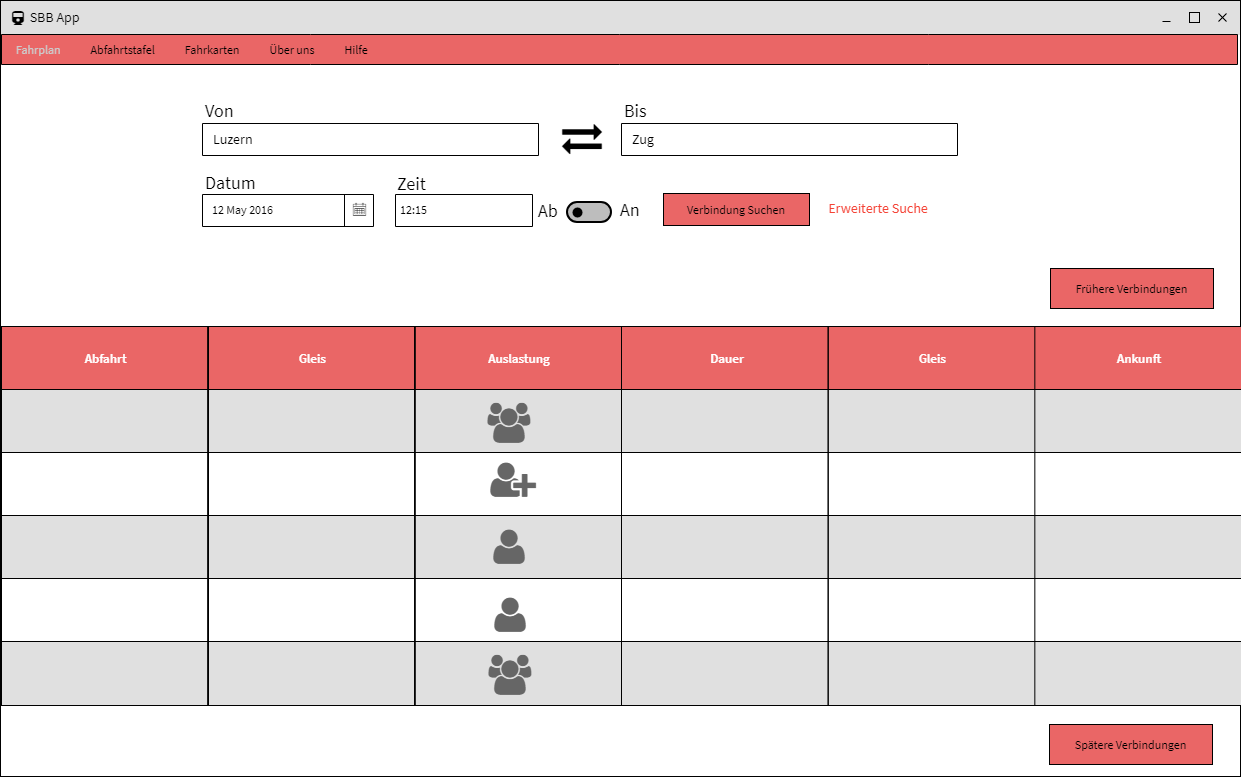 SBB App
Fahrplan Abfahrtstafel Fahrkarten Über uns Hilfe
Von Bis
Luzern Zug
Datum Zeit
12 May 2016 12:15 Ab An Verbindung Suchen Erweiterte Suche
Frühere Verbindungen
Abfahrt Gleis Auslastung Dauer Gleis Ankunft
Spätere Verbindungen